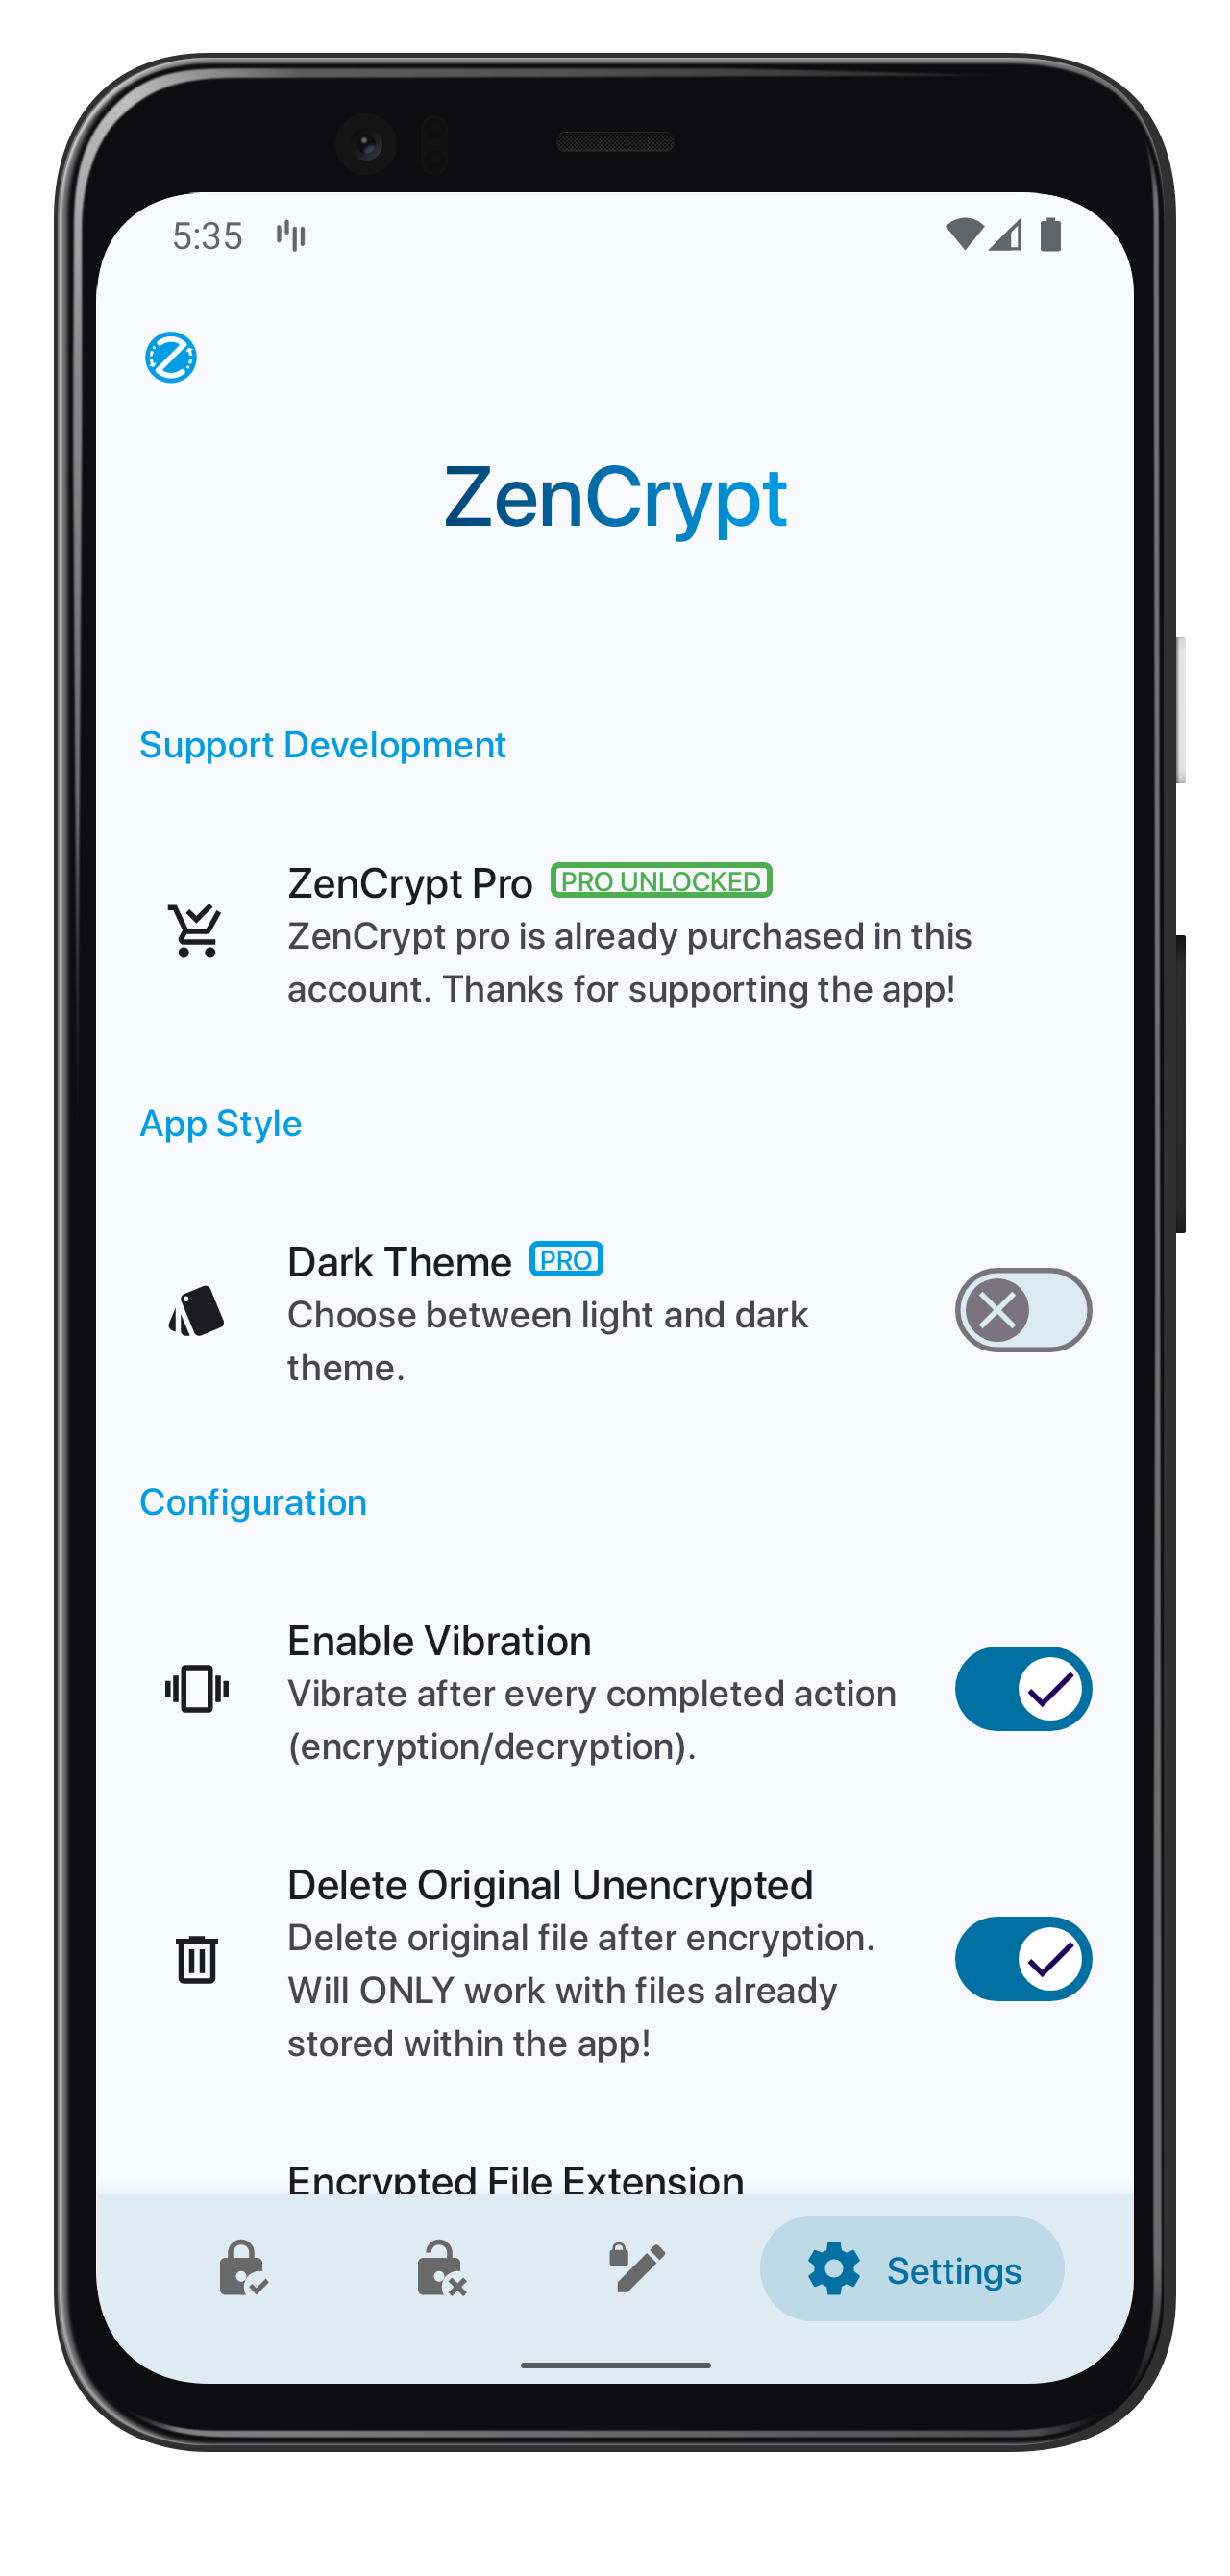 5:35
ZenCrypt
Support Development
ZenCrypt Pro PRO UNLOCKED
ZenCrypt pro is already purchased in this
account. Thanks for supporting the app!
App Style
Dark Theme PRO
Choose between light and dark
theme.
Configuration
Enable Vibration
Vibrate after every completed action
(encryption/decryption).
Delete Original Unencrypted
Delete original file after encryption.
Will ONLY work with files already
stored within the app!
Encrypted File Extension
Settings